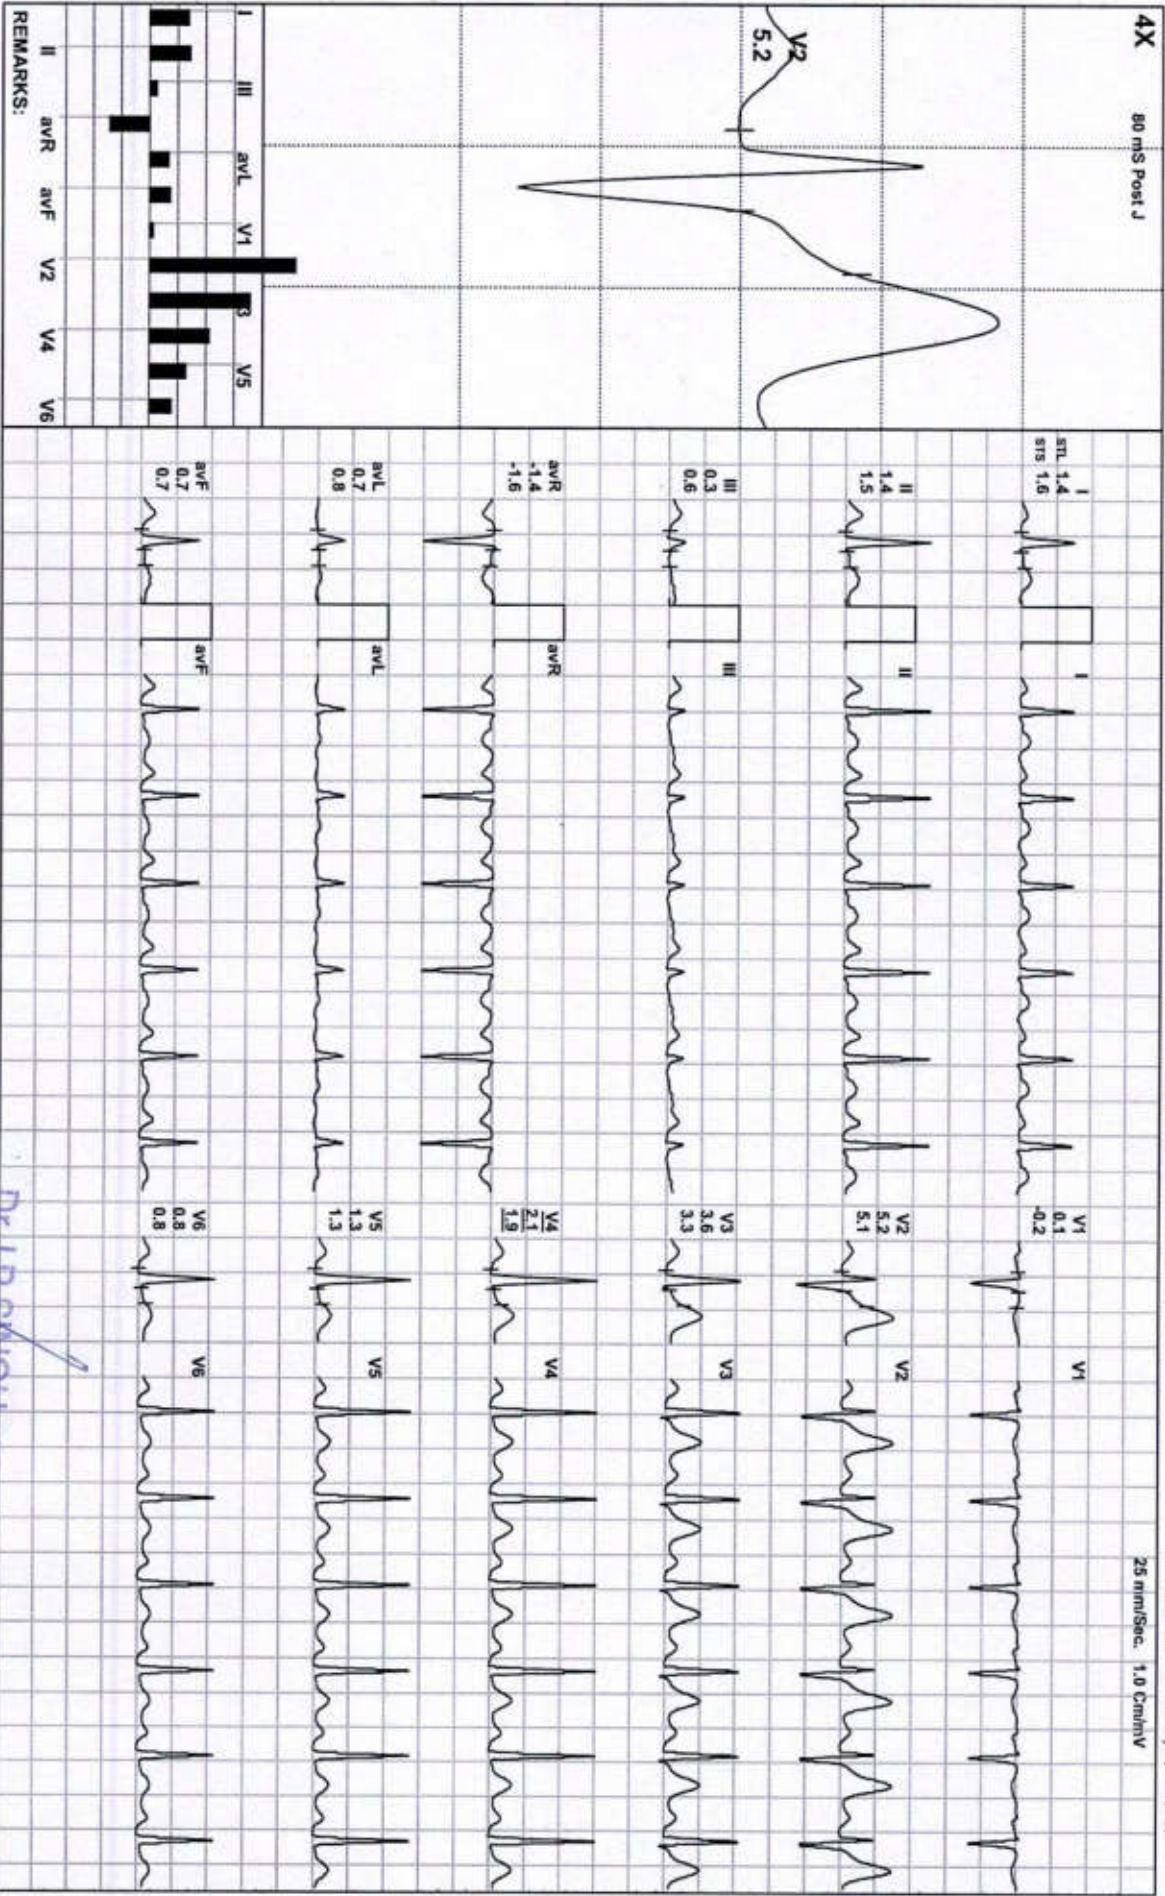 4X
80 mS Post J
25 mm/Sec. 1.0 Cm/mV
V2
5.2
I
STL 1.4
STS 1.6
I
V1
0.1
-0.2
V1
II
1.4
1.5
II
V2
5.2
5.1
V2
III
0.3
0.6
III
V3
3.6
3.3
V3
avR
-1.4
-1.6
avR
V4
2.1
1.9
V4
avL
0.7
0.8
avL
V5
1.3
1.3
V5
avF
0.7
0.7
avF
V6
0.8
0.8
V6
I III avL V1 3 V5
II avR avF V2 V4 V6
REMARKS: